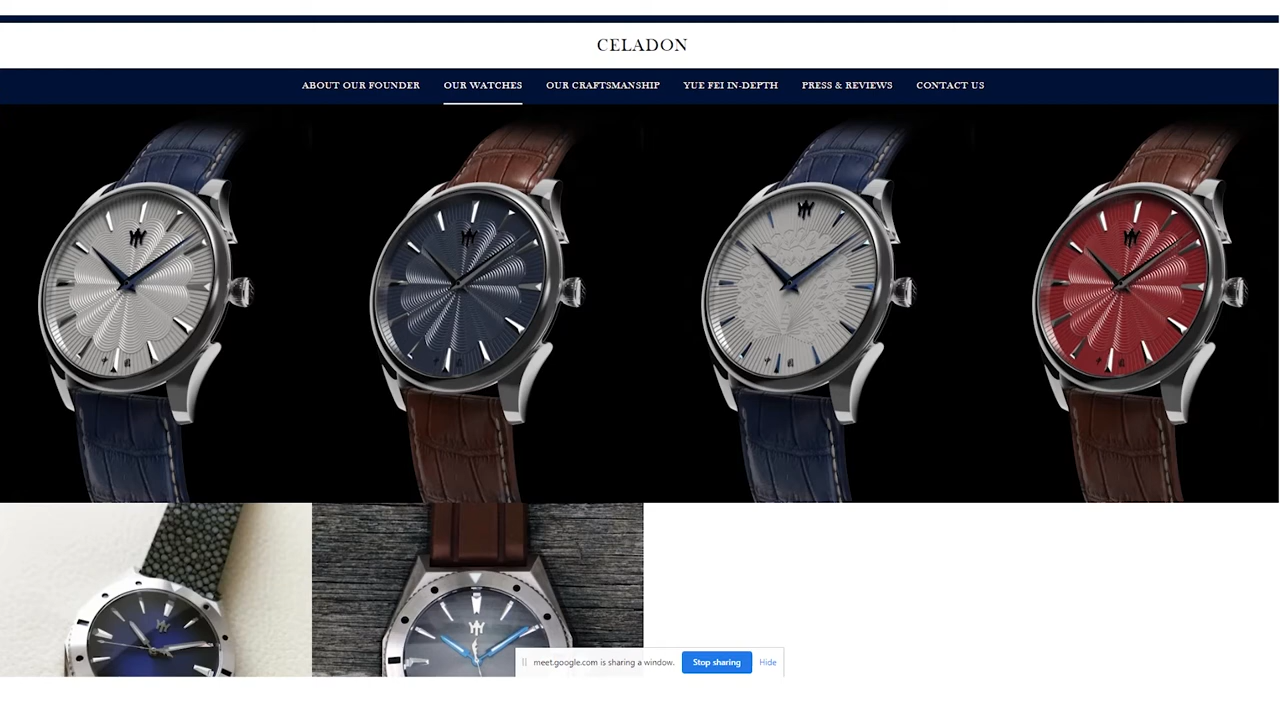 CELADON
ABOUT OUR FOUNDER OUR WATCHES OUR CRAFTSMANSHIP YUE FEI IN-DEPTH PRESS & REVIEWS CONTACT US
meet.google.com is sharing a window. Stop sharing Hide